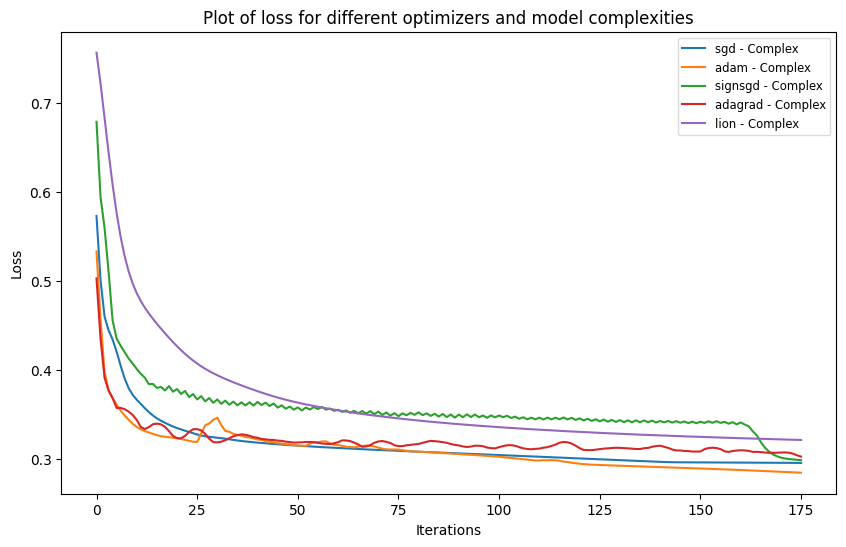 Plot of loss for different optimizers and model complexities
sgd - Complex
adam - Complex
signsgd - Complex
adagrad - Complex
lion - Complex
Loss
0.7
0.6
0.5
0.4
0.3
0 25 50 75 100 125 150 175
Iterations